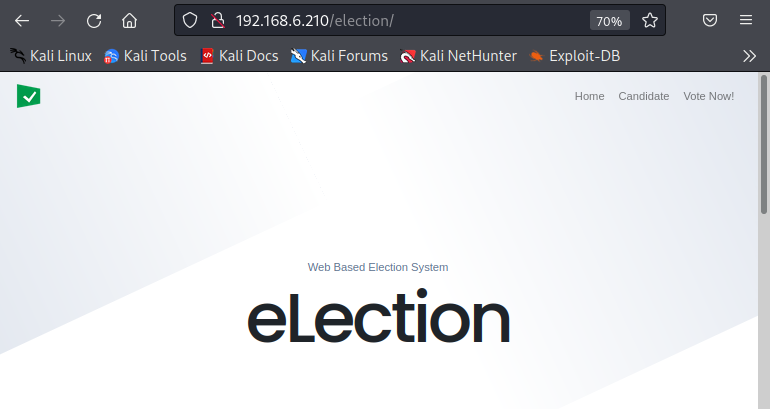 192.168.6.210/election/
70%
Kali Linux Kali Tools Kali Docs Kali Forums Kali NetHunter Exploit-DB
Home Candidate Vote Now!
Web Based Election System
eLection